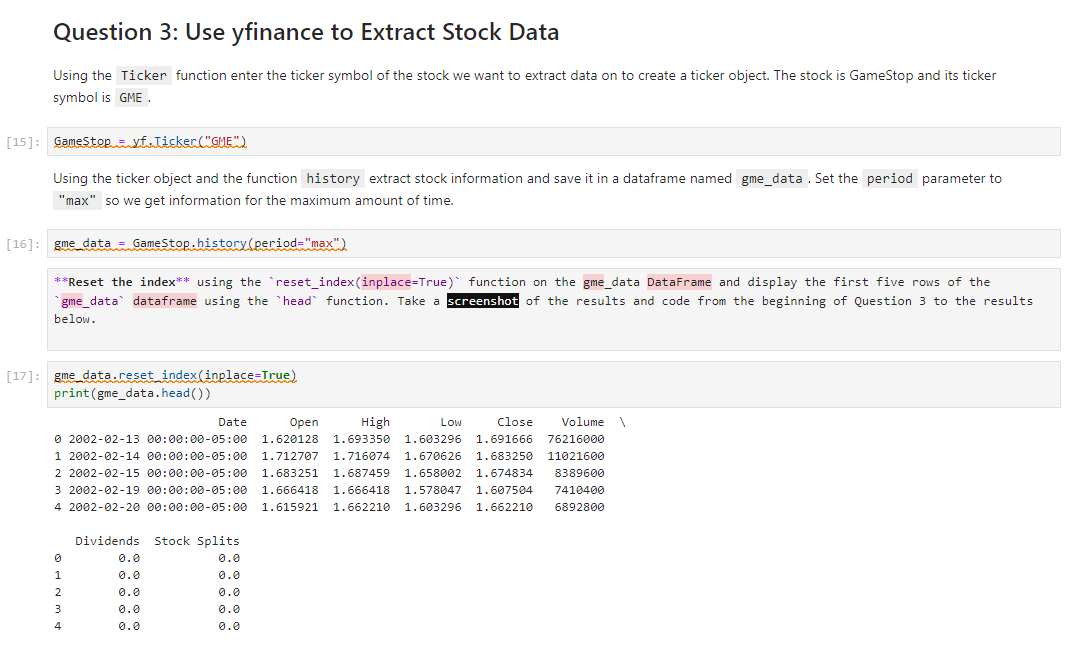 Question 3: Use yfinance to Extract Stock Data
Using the Ticker function enter the ticker symbol of the stock we want to extract data on to create a ticker object. The stock is GameStop and its ticker
symbol is GME .
[15]: GameStop = yf.Ticker("GME")
Using the ticker object and the function history extract stock information and save it in a dataframe named gme_data . Set the period parameter to
"max" so we get information for the maximum amount of time.
[16]: gme_data = GameStop.history(period="max")
**Reset the index** using the `reset_index(inplace=True)` function on the gme_data DataFrame and display the first five rows of the
`gme_data` dataframe using the `head` function. Take a screenshot of the results and code from the beginning of Question 3 to the results
below.
[17]: gme_data.reset_index(inplace=True)
print(gme_data.head())
Date Open High Low Close Volume \
0 2002-02-13 00:00:00-05:00 1.620128 1.693350 1.603296 1.691666 76216000
1 2002-02-14 00:00:00-05:00 1.712707 1.716074 1.670626 1.683250 11021600
2 2002-02-15 00:00:00-05:00 1.683251 1.687459 1.658002 1.674834 8389600
3 2002-02-19 00:00:00-05:00 1.666418 1.666418 1.578047 1.607504 7410400
4 2002-02-20 00:00:00-05:00 1.615921 1.662210 1.603296 1.662210 6892800
Dividends Stock Splits
0 0.0 0.0
1 0.0 0.0
2 0.0 0.0
3 0.0 0.0
4 0.0 0.0